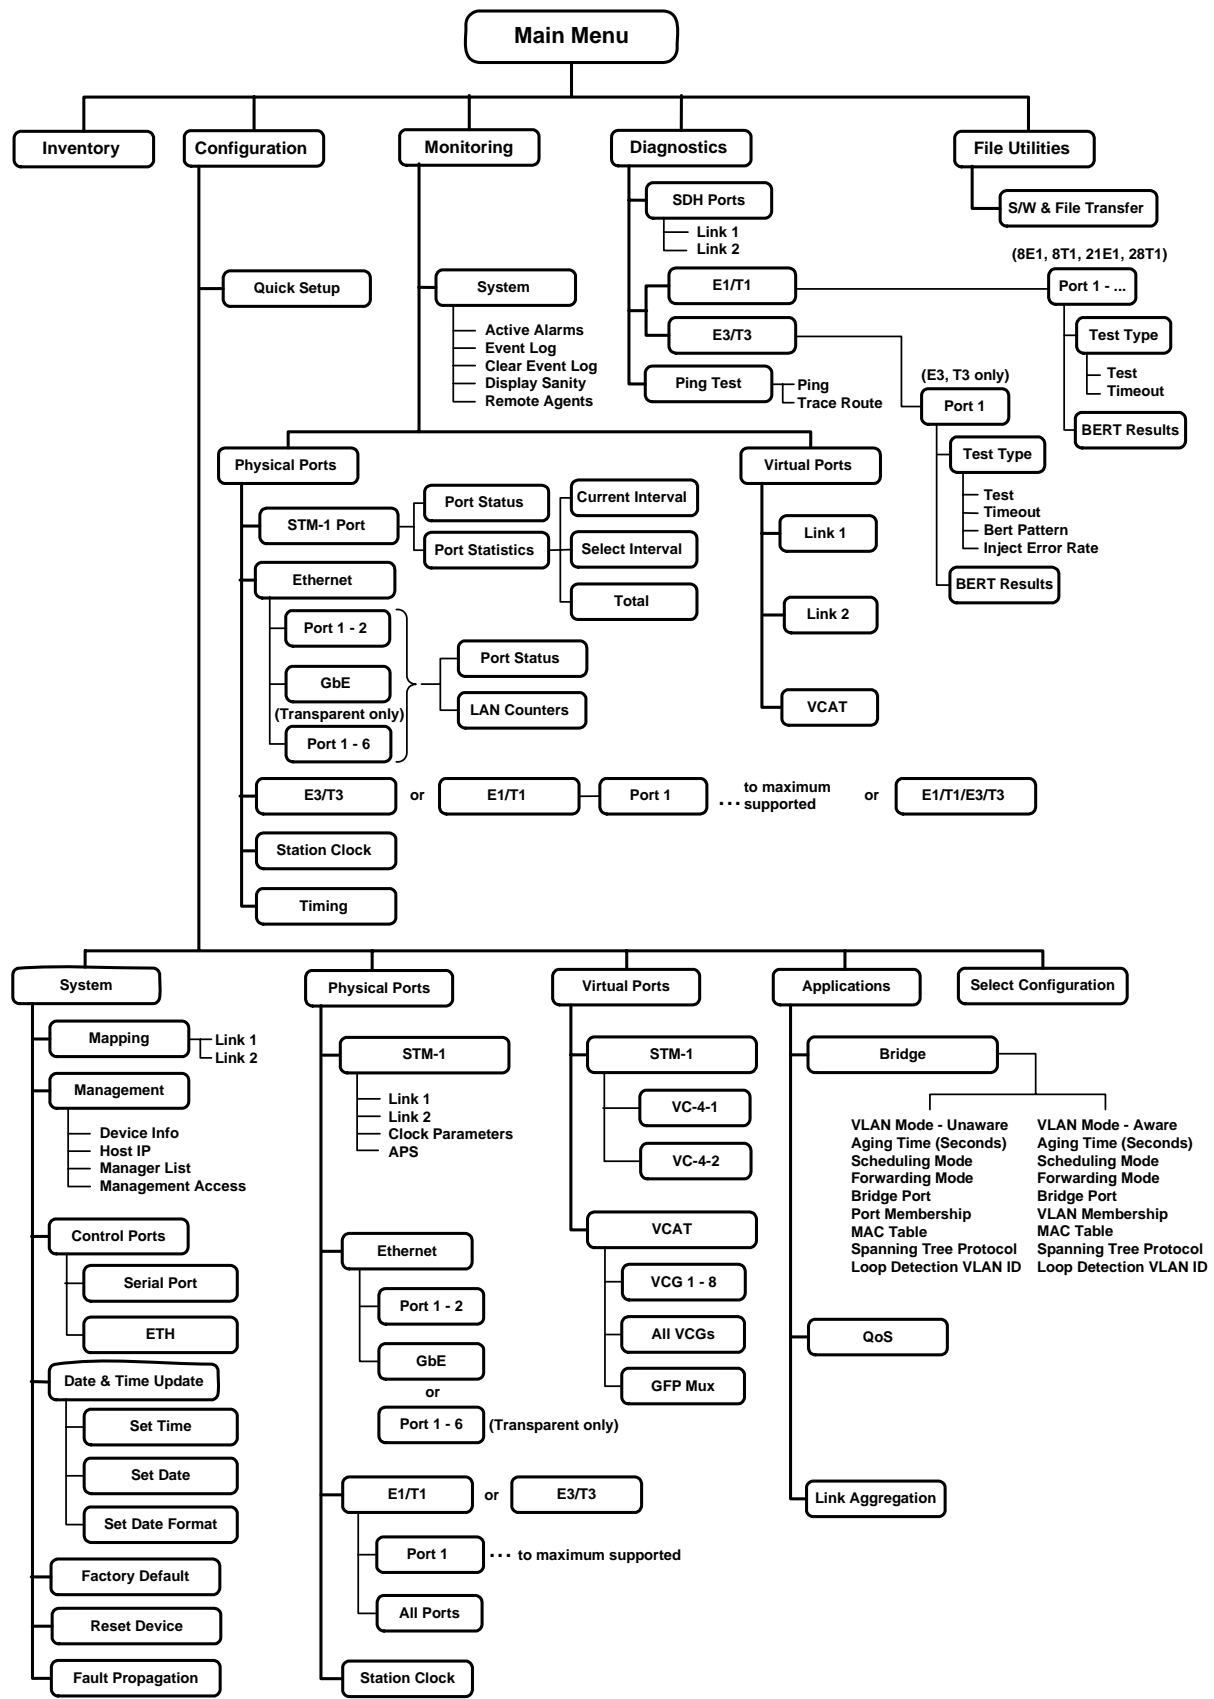 Main Menu
Inventory
Configuration
Monitoring
Diagnostics
File Utilities
SDH Ports
Link 1
Link 2
S/W & File Transfer
(8E1, 8T1, 21E1, 28T1)
Quick Setup
System
Active Alarms
Event Log
Clear Event Log
Display Sanity
Remote Agents
E1/T1
Port 1 - ...
E3/T3
Test Type
Test
Timeout
BERT Results
Ping Test
Ping
Trace Route
(E3, T3 only)
Port 1
Test Type
Test
Timeout
Bert Pattern
Inject Error Rate
BERT Results
Physical Ports
Virtual Ports
STM-1 Port
Port Status
Port Statistics
Current Interval
Select Interval
Total
Link 1
Link 2
VCAT
Ethernet
Port 1 - 2
GbE
(Transparent only)
Port 1 - 6
Port Status
LAN Counters
E3/T3
or
E1/T1
Port 1
... to maximum
supported
or
E1/T1/E3/T3
Station Clock
Timing
System
Physical Ports
Virtual Ports
Applications
Select Configuration
Mapping
Link 1
Link 2
Management
Device Info
Host IP
Manager List
Management Access
Control Ports
Serial Port
ETH
Date & Time Update
Set Time
Set Date
Set Date Format
Factory Default
Reset Device
Fault Propagation
STM-1
Link 1
Link 2
Clock Parameters
APS
Ethernet
Port 1 - 2
GbE
or
Port 1 - 6
(Transparent only)
E1/T1
or
E3/T3
Port 1
... to maximum supported
All Ports
Station Clock
STM-1
VC-4-1
VC-4-2
VCAT
VCG 1 - 8
All VCGs
GFP Mux
Bridge
VLAN Mode - Unaware
Aging Time (Seconds)
Scheduling Mode
Forwarding Mode
Bridge Port
Port Membership
MAC Table
Spanning Tree Protocol
Loop Detection VLAN ID
VLAN Mode - Aware
Aging Time (Seconds)
Scheduling Mode
Forwarding Mode
Bridge Port
VLAN Membership
MAC Table
Spanning Tree Protocol
Loop Detection VLAN ID
QoS
Link Aggregation